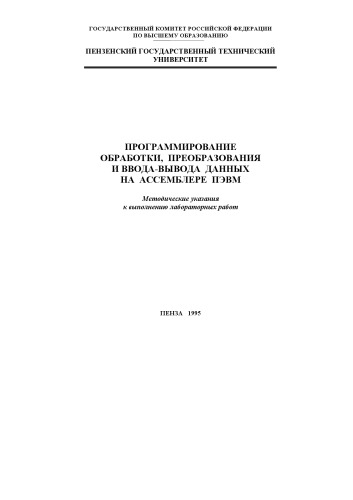 ГОСУДАРСТВЕННЫЙ КОМИТЕТ РОССИЙСКОЙ ФЕДЕРАЦИИ
ПО ВЫСШЕМУ ОБРАЗОВАНИЮ
ПЕНЗЕНСКИЙ ГОСУДАРСТВЕННЫЙ ТЕХНИЧЕСКИЙ
УНИВЕРСИТЕТ
ПРОГРАММИРОВАНИЕ
ОБРАБОТКИ, ПРЕОБРАЗОВАНИЯ
И ВВОДА-ВЫВОДА ДАННЫХ
НА АССЕМБЛЕРЕ ПЭВМ
Методические указания
к выполнению лабораторных работ
ПЕНЗА 1995